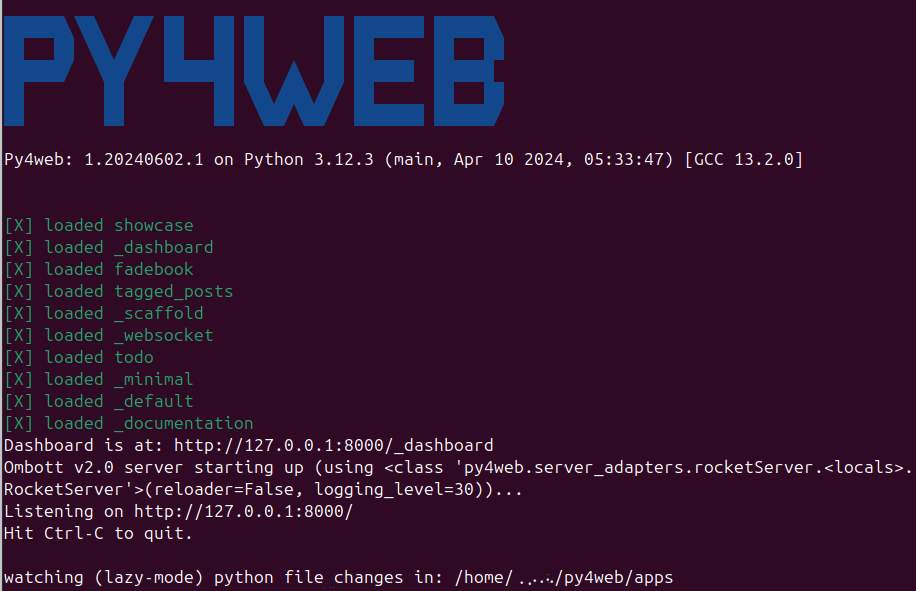 PY4WEB
Py4web: 1.20240602.1 on Python 3.12.3 (main, Apr 10 2024, 05:33:47) [GCC 13.2.0]
[X] loaded showcase
[X] loaded _dashboard
[X] loaded fadebook
[X] loaded tagged_posts
[X] loaded _scaffold
[X] loaded _websocket
[X] loaded todo
[X] loaded _minimal
[X] loaded _default
[X] loaded _documentation
Dashboard is at: http://127.0.0.1:8000/_dashboard
Ombott v2.0 server starting up (using <class 'py4web.server_adapters.rocketServer.<locals>.
RocketServer'>(reloader=False, logging_level=30))...
Listening on http://127.0.0.1:8000/
Hit Ctrl-C to quit.
watching (lazy-mode) python file changes in: /home/ /py4web/apps